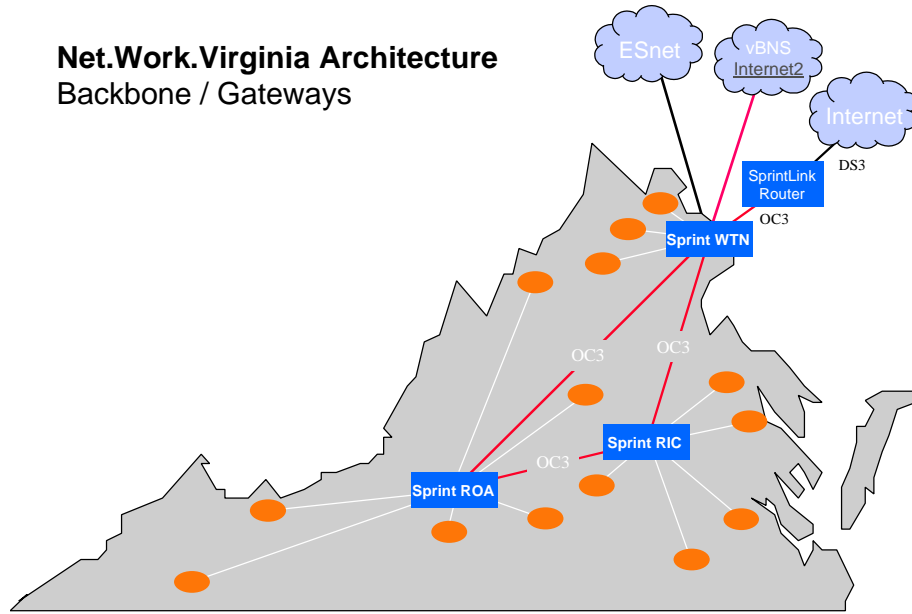 Net.Work.Virginia Architecture
Backbone / Gateways
ESnet
vBNS
Internet2
Internet
DS3
SprintLink
Router
OC3
Sprint WTN
OC3
OC3
Sprint RIC
OC3
Sprint ROA